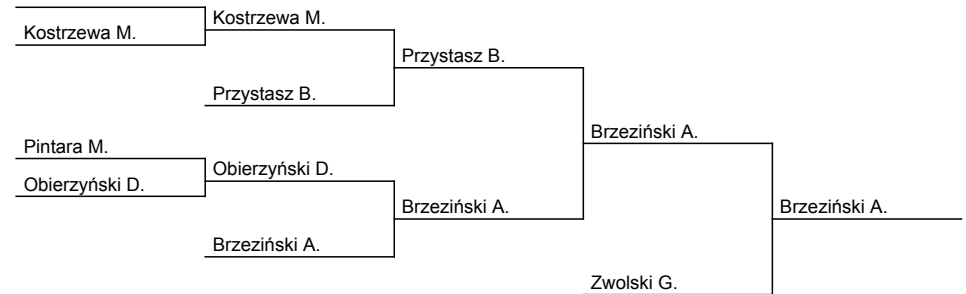 Kostrzewa M.
Kostrzewa M.
Przystasz B.
Przystasz B.
Brzeziński A.
Pintara M.
Obierzyński D.
Obierzyński D.
Brzeziński A.
Brzeziński A.
Brzeziński A.
Zwolski G.